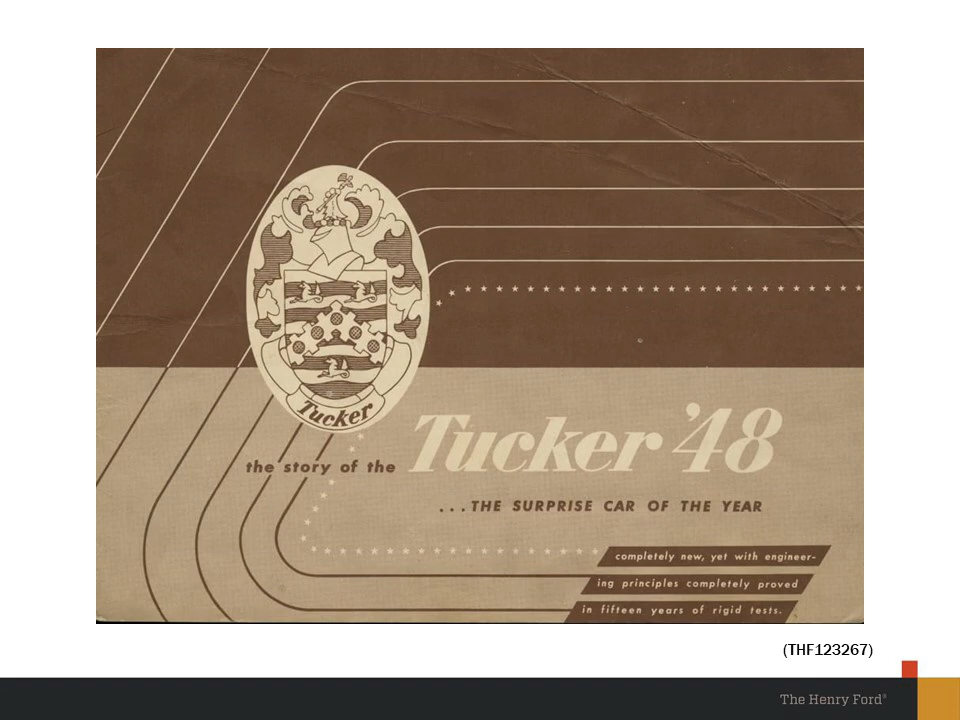 Tucker
the story of the Tucker '48
...THE SURPRISE CAR OF THE YEAR
completely new, yet with engineer-
ing principles completely proved
in fifteen years of rigid tests.
(THF123267)
The Henry Ford®